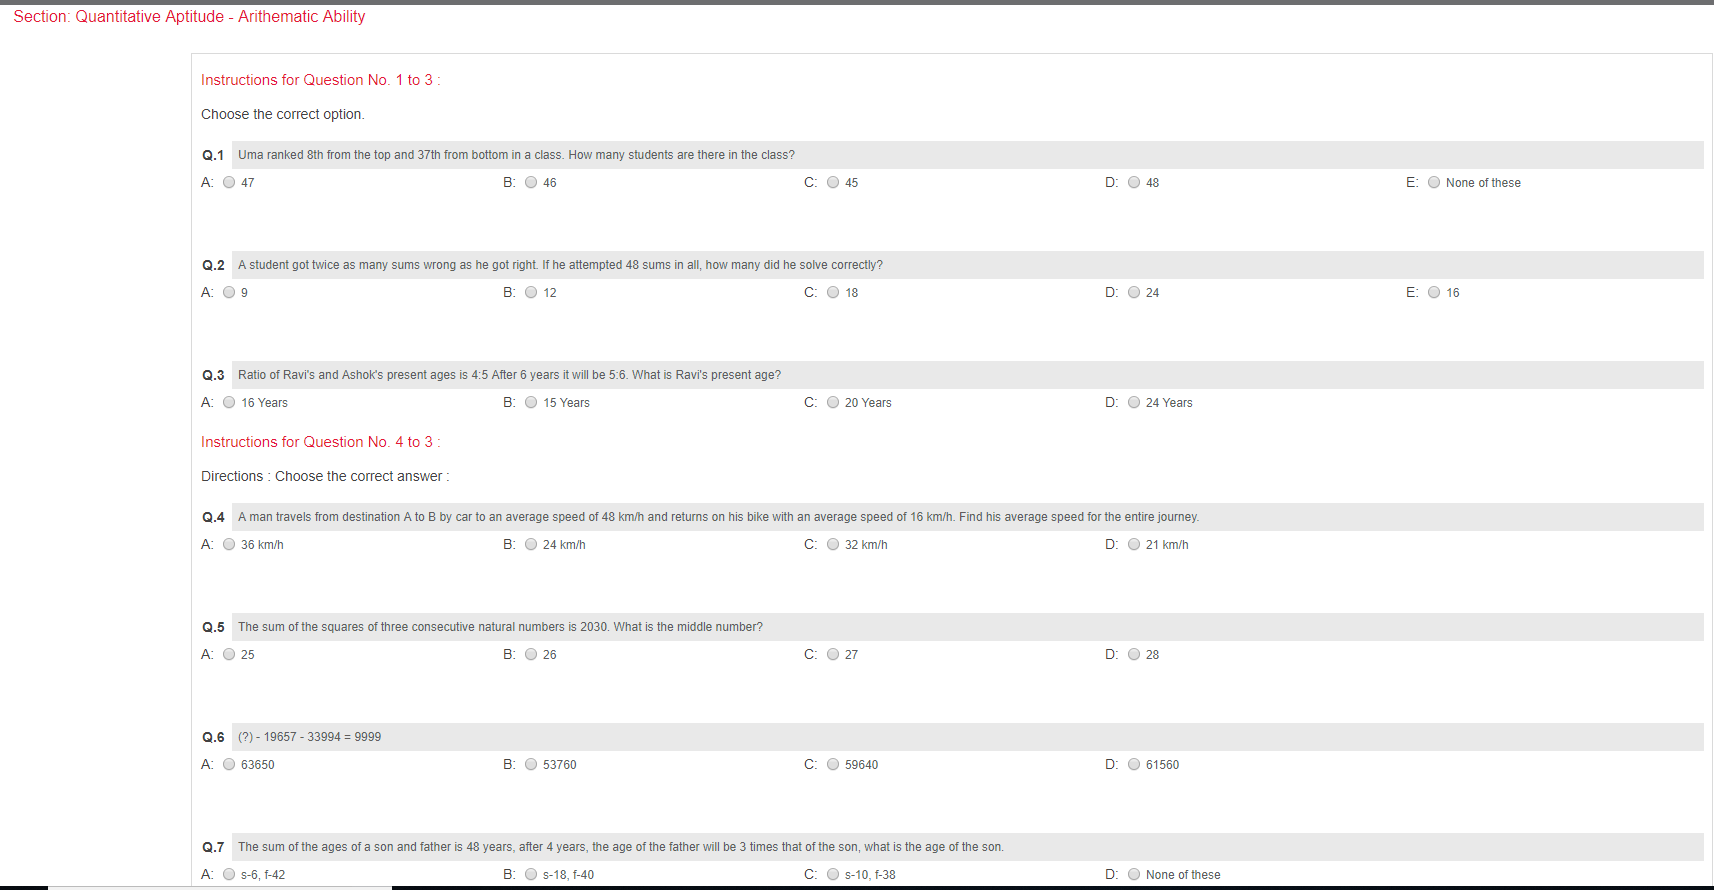 Section: Quantitative Aptitude - Arithematic Ability
Instructions for Question No. 1 to 3 :
Choose the correct option.
Q.1 Uma ranked 8th from the top and 37th from bottom in a class. How many students are there in the class?
A: 47 B: 46 C: 45 D: 48 E: None of these
Q.2 A student got twice as many sums wrong as he got right. If he attempted 48 sums in all, how many did he solve correctly?
A: 9 B: 12 C: 18 D: 24 E: 16
Q.3 Ratio of Ravi's and Ashok's present ages is 4:5 After 6 years it will be 5:6. What is Ravi's present age?
A: 16 Years B: 15 Years C: 20 Years D: 24 Years
Instructions for Question No. 4 to 3 :
Directions : Choose the correct answer :
Q.4 A man travels from destination A to B by car to an average speed of 48 km/h and returns on his bike with an average speed of 16 km/h. Find his average speed for the entire journey.
A: 36 km/h B: 24 km/h C: 32 km/h D: 21 km/h
Q.5 The sum of the squares of three consecutive natural numbers is 2030. What is the middle number?
A: 25 B: 26 C: 27 D: 28
Q.6 (?) - 19657 - 33994 = 9999
A: 63650 B: 53760 C: 59640 D: 61560
Q.7 The sum of the ages of a son and father is 48 years, after 4 years, the age of the father will be 3 times that of the son, what is the age of the son.
A: s-6, f-42 B: s-18, f-40 C: s-10, f-38 D: None of these